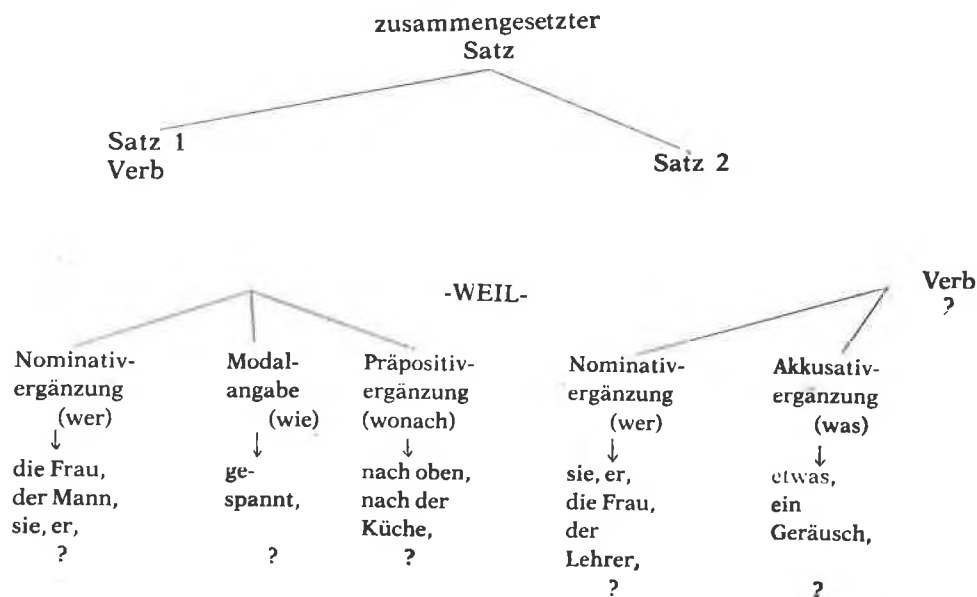 zusammengesetzter
Satz
Satz 1
Verb
Satz 2
-WEIL-
Verb
?
Nominativ-
ergänzung
(wer)
↓
die Frau,
der Mann,
sie, er,
?
Modal-
angabe
(wie)
↓
ge-
spannt,
?
Präpositiv-
ergänzung
(wonach)
↓
nach oben,
nach der
Küche,
?
Nominativ-
ergänzung
(wer)
↓
sie, er,
die Frau,
der
Lehrer,
?
Akkusativ-
ergänzung
(was)
↓
etwas,
ein
Geräusch,
?